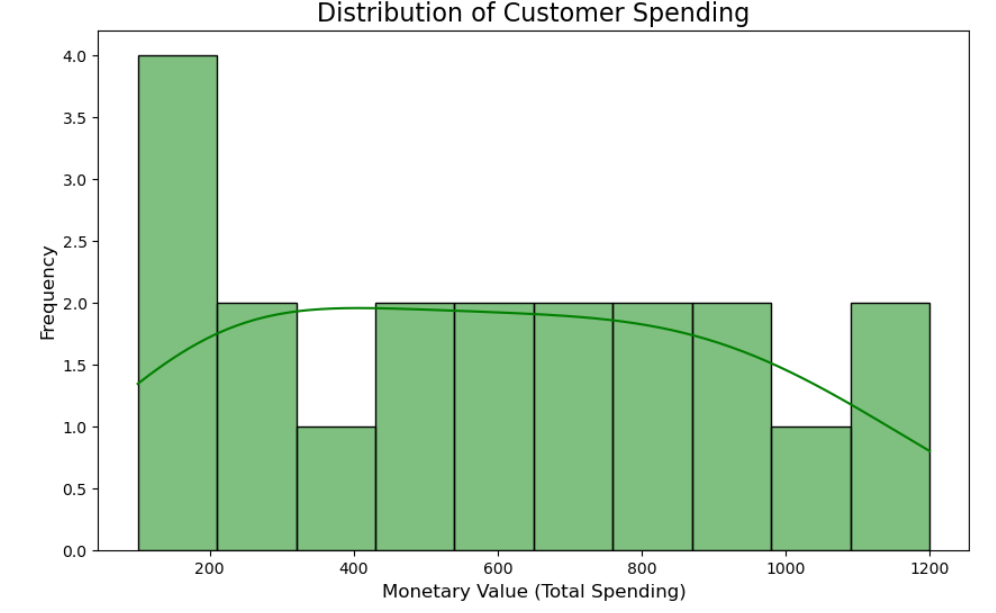 Distribution of Customer Spending
4.0
3.5
3.0
2.5
2.0
1.5
1.0
0.5
0.0
Frequency
200 400 600 800 1000 1200
Monetary Value (Total Spending)